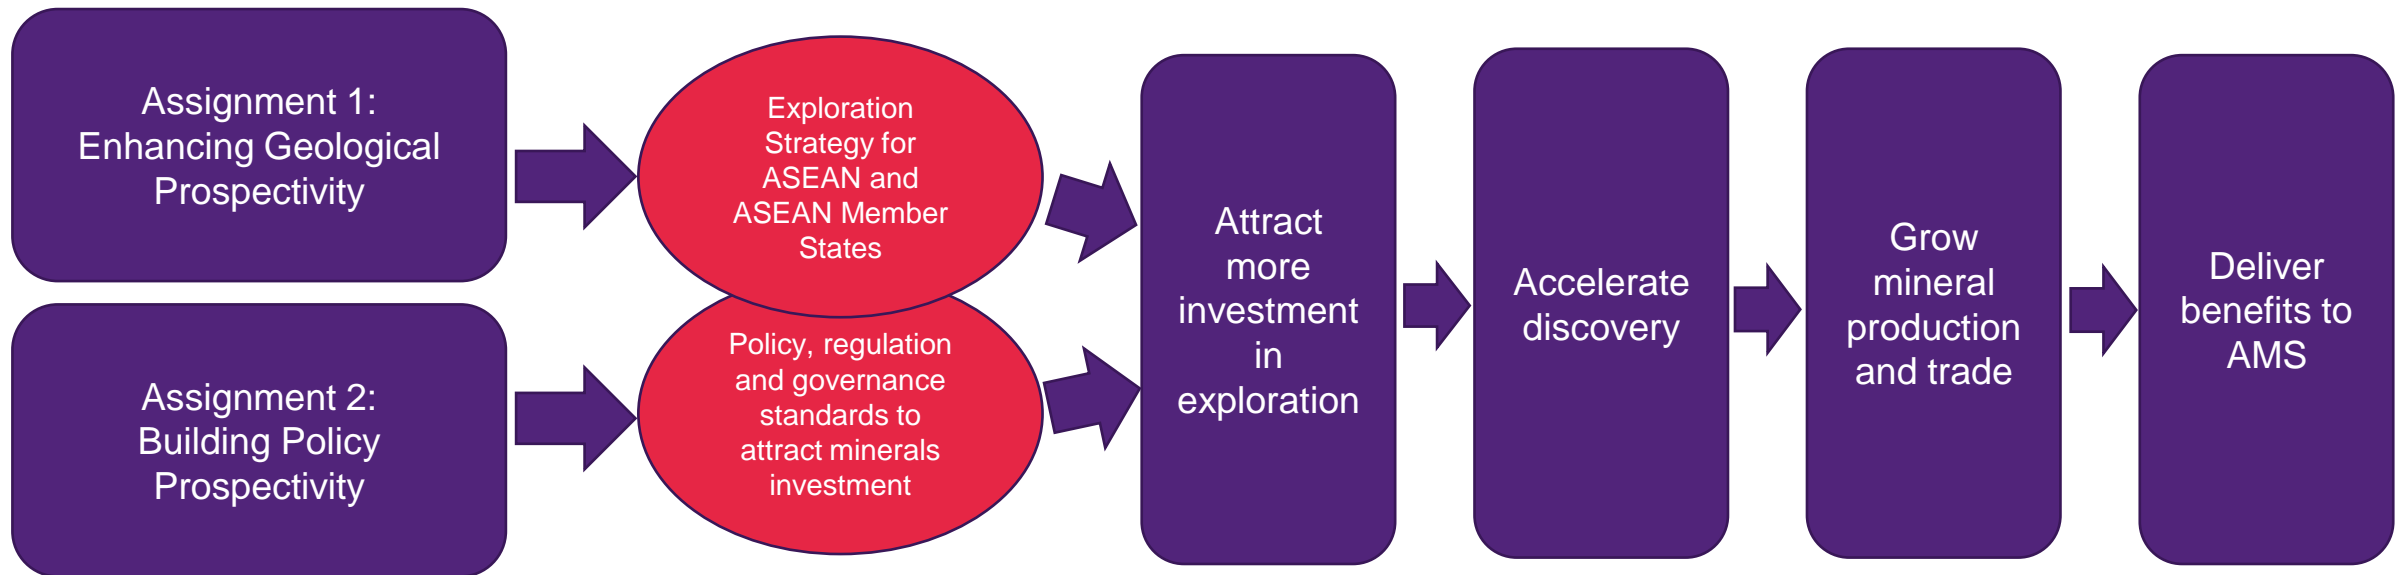 Assignment 1:
Enhancing Geological
Prospectivity
Exploration
Strategy for
ASEAN and
ASEAN Member
States
Assignment 2:
Building Policy
Prospectivity
Policy, regulation
and governance
standards to
attract minerals
investment
Attract
more
investment
in
exploration
Accelerate
discovery
Grow
mineral
production
and trade
Deliver
benefits to
AMS